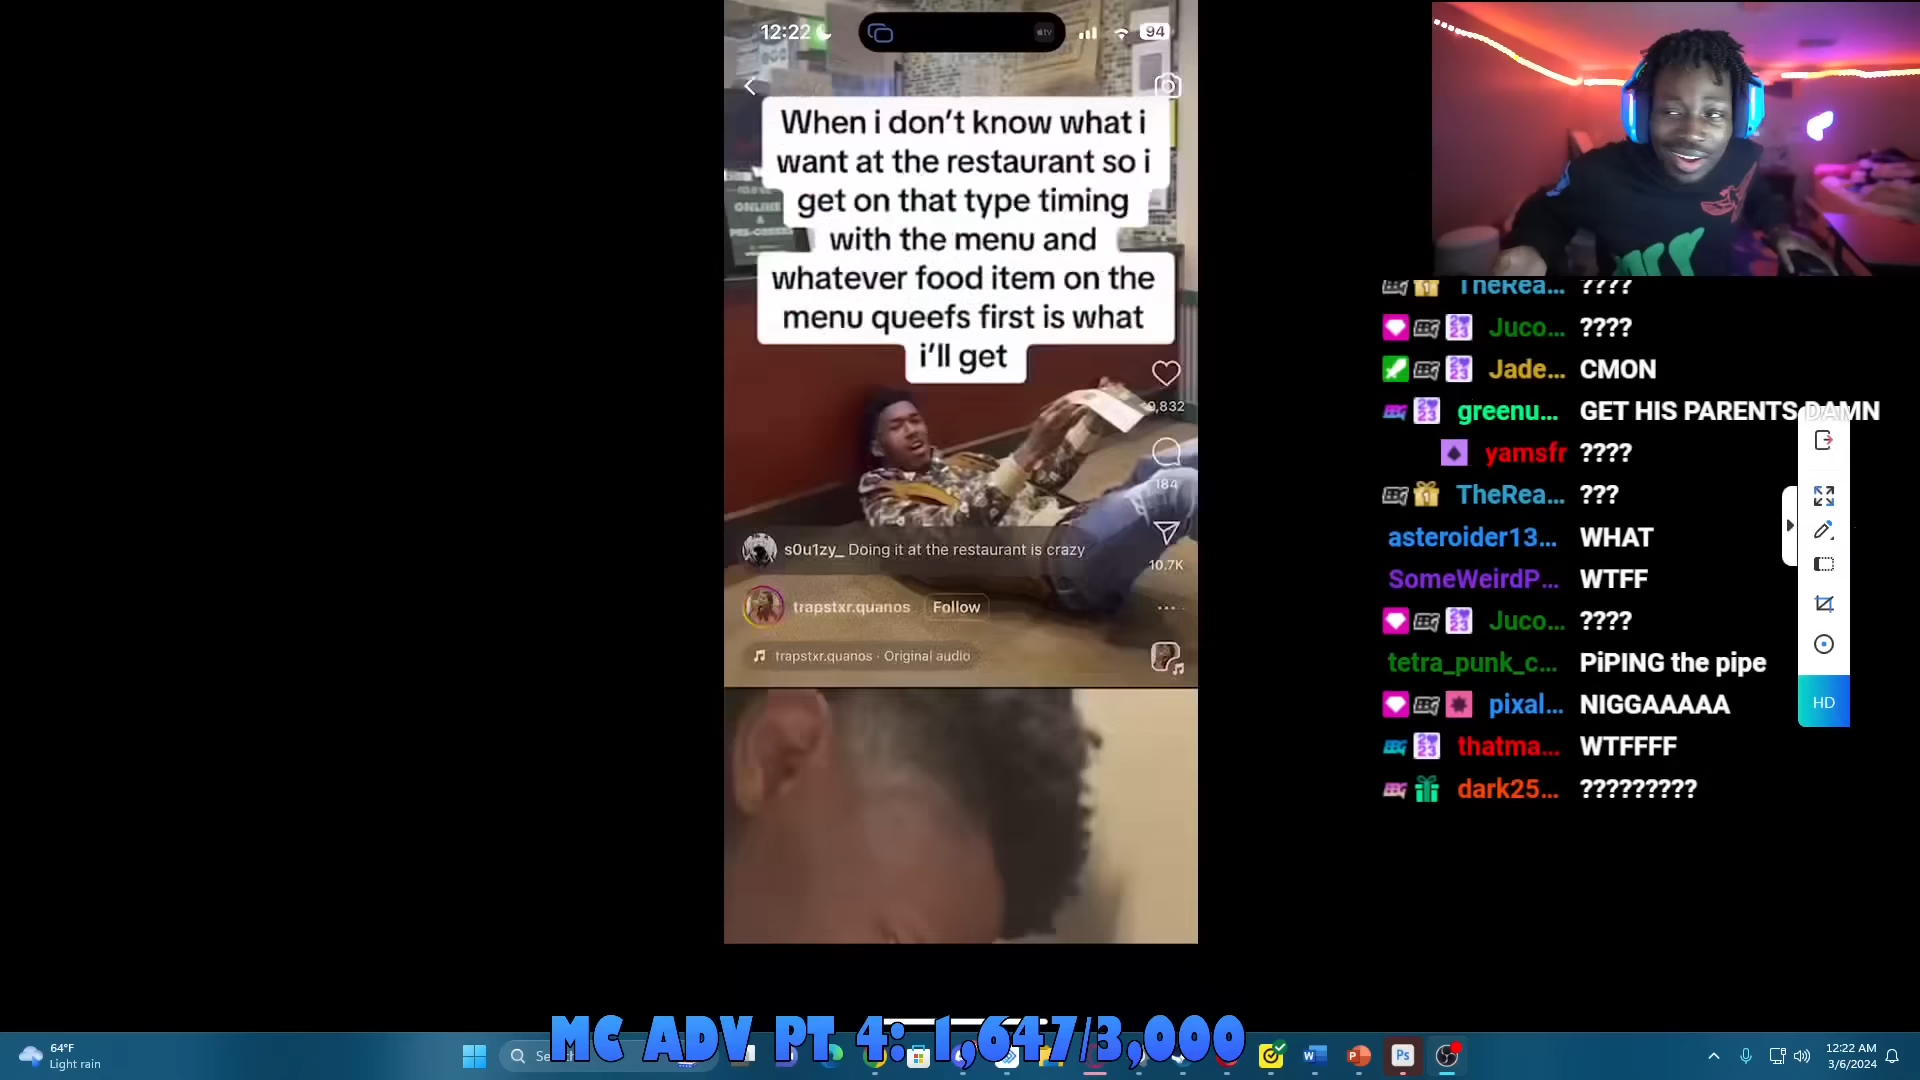 12:22
94
When i don't know what i
want at the restaurant so i
get on that type timing
with the menu and
whatever food item on the
menu queefs first is what
i'll get
ONLINE
&
9,832
184
10.7K
s0u1zy_ Doing it at the restaurant is crazy
trapstxr.quanos Follow
trapstxr.quanos · Original audio
TheRea... ????
Juco... ????
Jade... CMON
greenu... GET HIS PARENTS DAMN
yamsfr ????
TheRea... ???
asteroider13... WHAT
SomeWeirdP... WTFF
Juco... ????
tetra_punk_c... PiPING the pipe
pixal... NIGGAAAAA
thatma... WTFFFF
dark25... ?????????
HD
MC ADV PT 4: 1,647/3,000
64°F
Light rain
12:22 AM
3/6/2024